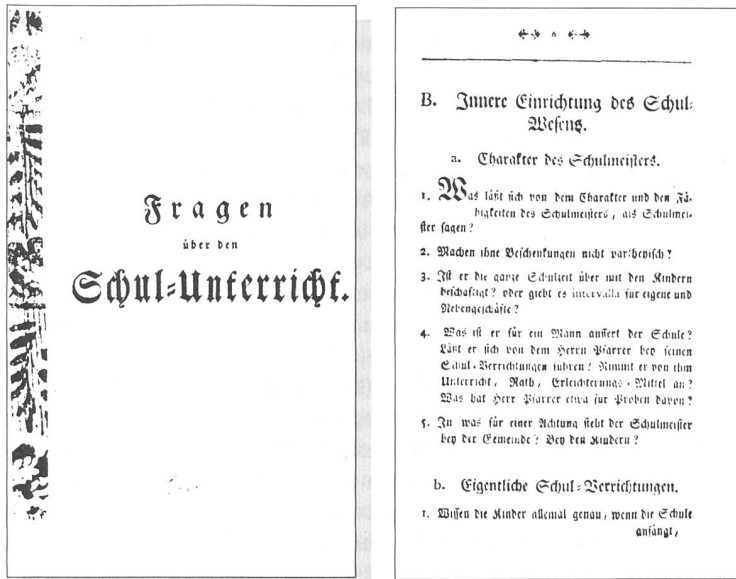 Fragen
über den
Schul-Unterricht.
B. Innere Einrichtung des Schul-
Wesens.
a. Charakter des Schulmeisters.
1. Was läßt sich von dem Charakter und den Fä-
higkeiten des Schulmeisters, als Schulmei-
ster sagen?
2. Machen ihne Beschenkungen nicht partheyisch?
3. Ist er die ganze Schulzeit über mit den Kindern
beschäftigt? oder giebt es intervalla für eigene und
Nebengeschäfte?
4. Was ist er für ein Mann aussert der Schule?
Läßt er sich von dem Herrn Pfarrer bey seinen
Schul-Verrichtungen führen? Nimmt er von ihm
Unterricht, Rath, Erleichterungs-Mittel an?
Was hat Herr Pfarrer etwa für Proben davon?
5. In was für einer Achtung steht der Schulmeister
bey der Gemeinde? Bey den Kindern?
b. Eigentliche Schul-Verrichtungen.
1. Wissen die Kinder allemal genau, wenn die Schule
anfängt,